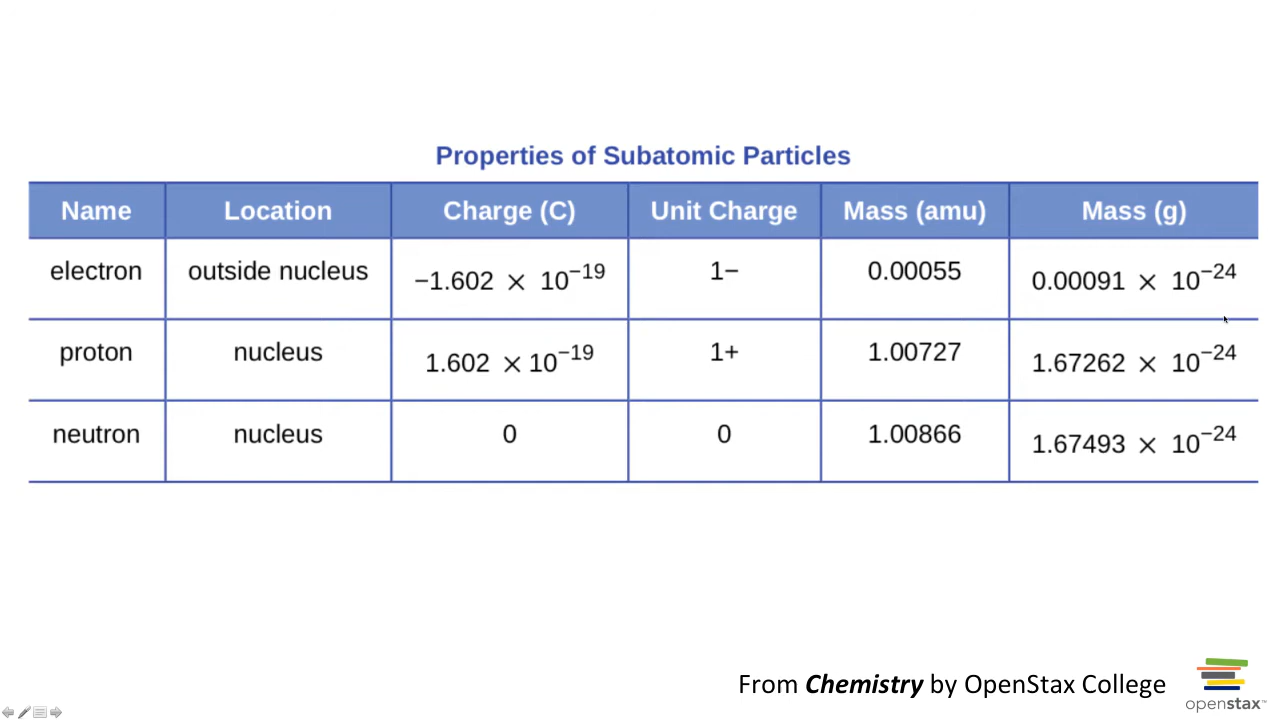 Properties of Subatomic Particles
Name Location Charge (C) Unit Charge Mass (amu) Mass (g)
electron outside nucleus −1.602 × 10⁻¹⁹ 1− 0.00055 0.00091 × 10⁻²⁴
proton nucleus 1.602 × 10⁻¹⁹ 1+ 1.00727 1.67262 × 10⁻²⁴
neutron nucleus 0 0 1.00866 1.67493 × 10⁻²⁴
From Chemistry by OpenStax College
openstax™